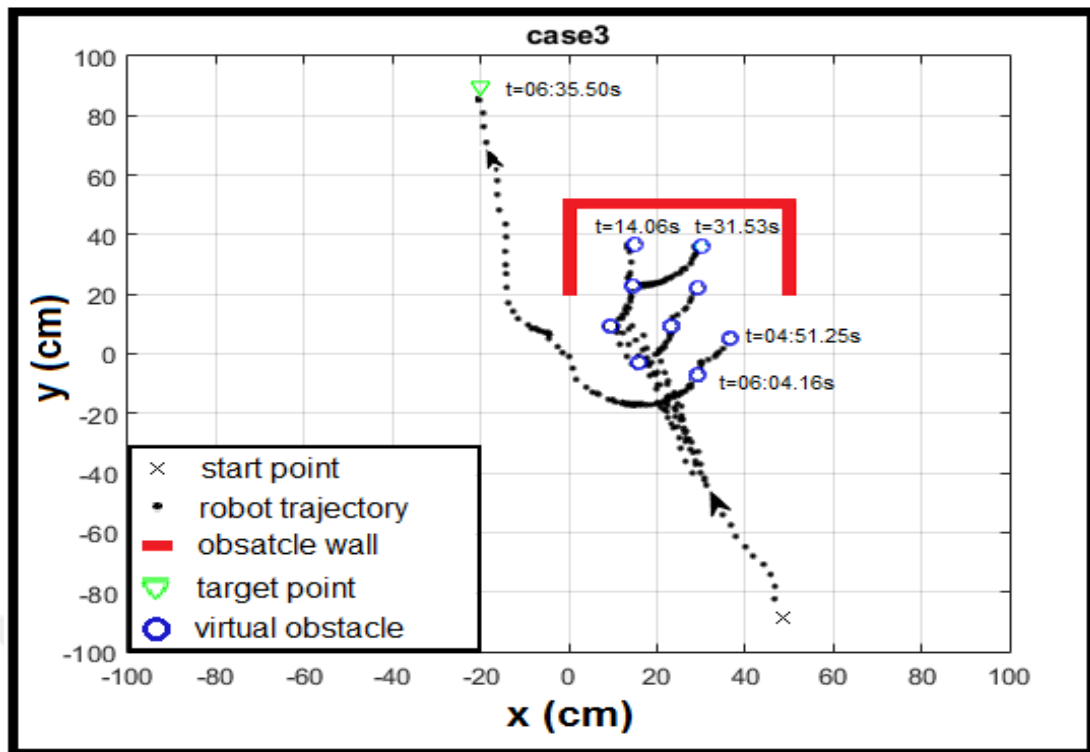 case3
100
80
60
40
20
0
-20
-40
-60
-80
-100
y (cm)
t=06:35.50s
t=14.06s
t=31.53s
t=04:51.25s
t=06:04.16s
start point
robot trajectory
obsatcle wall
target point
virtual obstacle
-100 -80 -60 -40 -20 0 20 40 60 80 100
x (cm)